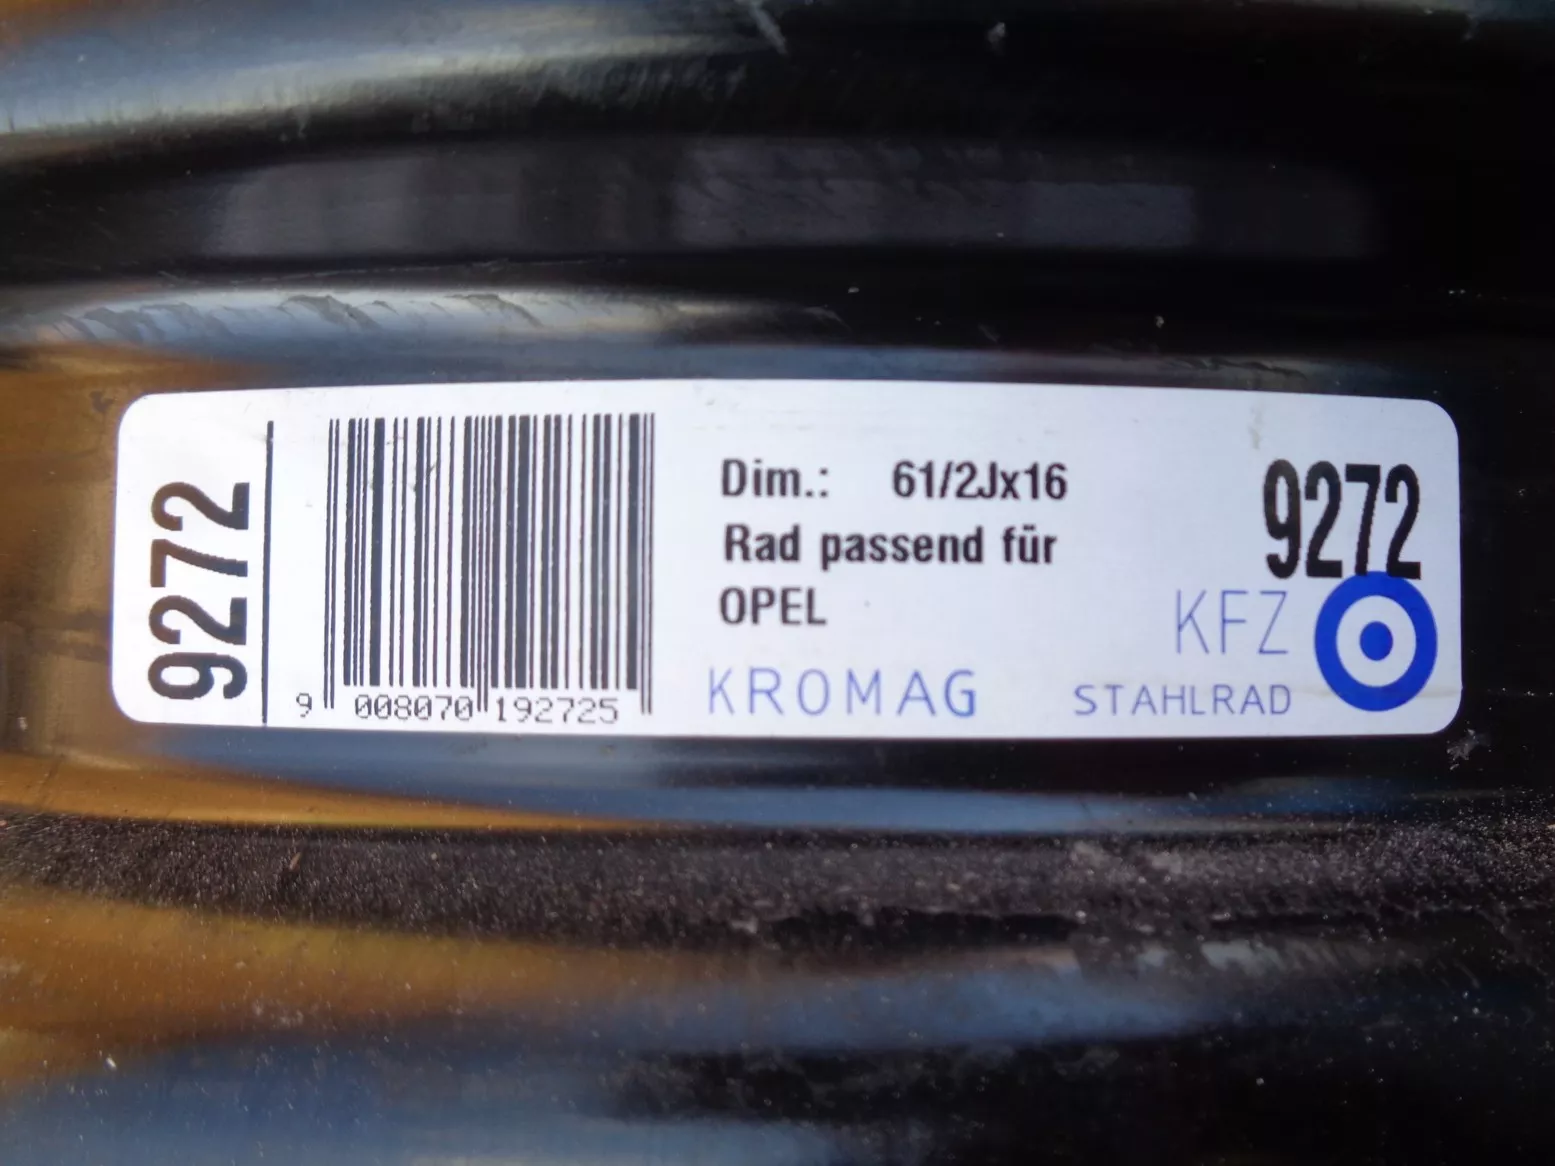 9272
9 008070 192725
Dim.: 61/2Jx16
Rad passend für
OPEL
KROMAG
9272
KFZ
STAHLRAD